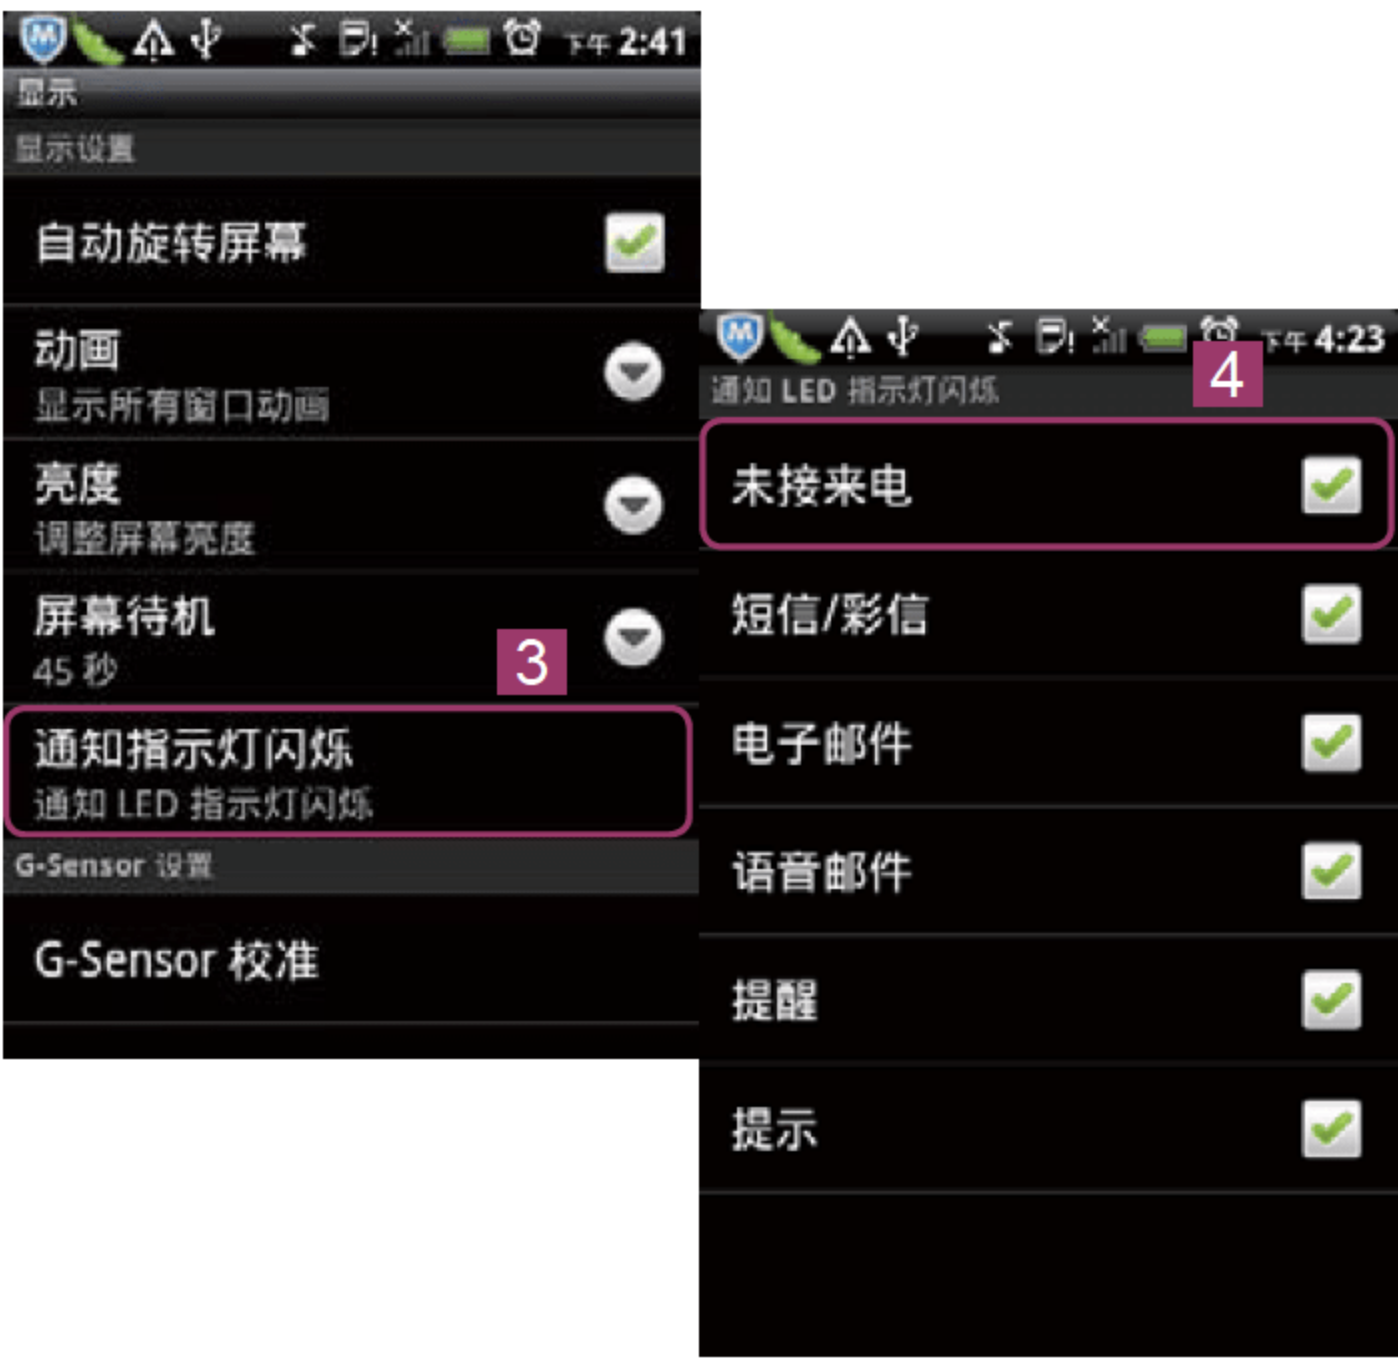 下午 2:41
显示
显示设置
自动旋转屏幕
动画
显示所有窗口动画
亮度
调整屏幕亮度
屏幕待机
45 秒
3
通知指示灯闪烁
通知 LED 指示灯闪烁
G-Sensor 设置
G-Sensor 校准
下午 4:23
4
通知 LED 指示灯闪烁
未接来电
短信/彩信
电子邮件
语音邮件
提醒
提示